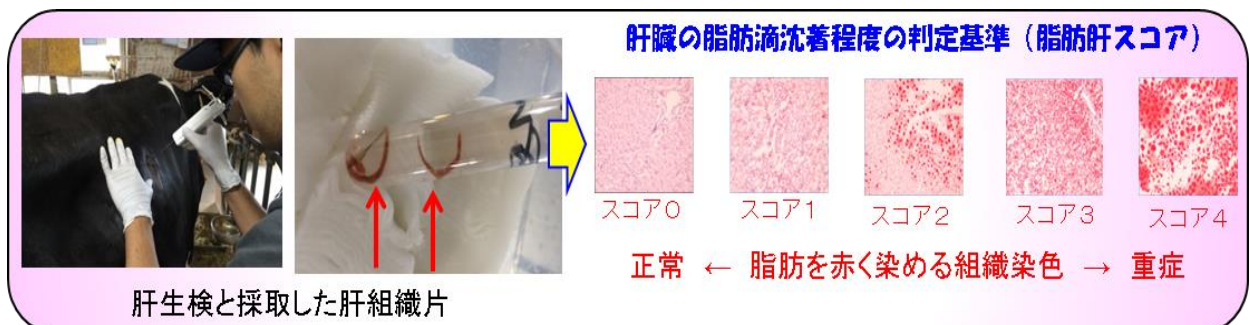 肝臓の脂肪滴沈着程度の判定基準（脂肪肝スコア）
スコア０
スコア１
スコア２
スコア３
スコア４
正常 ← 脂肪を赤く染める組織染色 → 重症
肝生検と採取した肝組織片